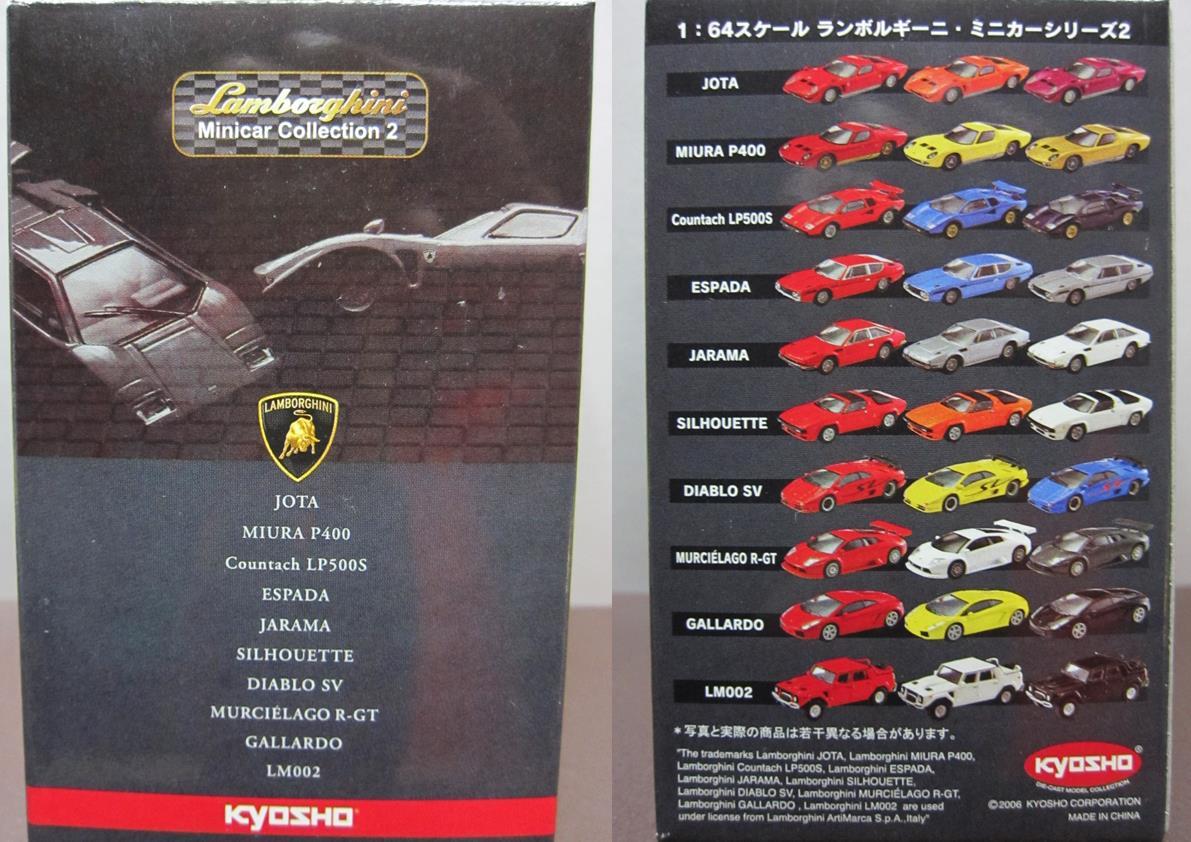 Lamborghini
Minicar Collection 2
LAMBORGHINI
JOTA
MIURA P400
Countach LP500S
ESPADA
JARAMA
SILHOUETTE
DIABLO SV
MURCIÉLAGO R-GT
GALLARDO
LM002
KYOSHO
1:64スケール ランボルギーニ・ミニカーシリーズ2
JOTA
MIURA P400
Countach LP500S
ESPADA
JARAMA
SILHOUETTE
DIABLO SV
MURCIÉLAGO R-GT
GALLARDO
LM002
*写真と実際の商品は若干異なる場合があります。
"The trademarks Lamborghini JOTA, Lamborghini MIURA P400,
Lamborghini Countach LP500S, Lamborghini ESPADA,
Lamborghini JARAMA, Lamborghini SILHOUETTE,
Lamborghini DIABLO SV, Lamborghini MURCIÉLAGO R-GT,
Lamborghini GALLARDO , Lamborghini LM002 are used
under license from Lamborghini ArtiMarca S.p.A.,Italy"
KYOSHO
DIE-CAST MODEL COLLECTION
©2006 KYOSHO CORPORATION
MADE IN CHINA